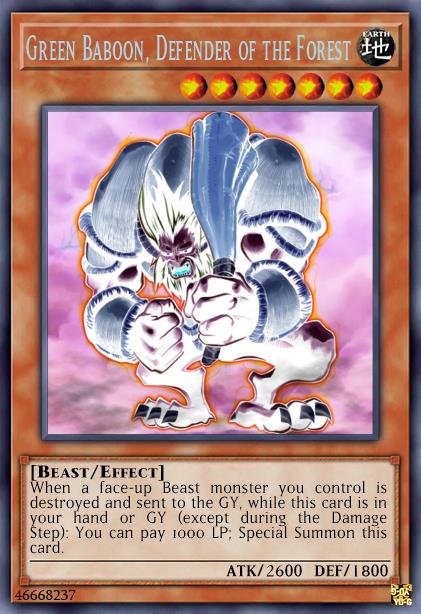 GREEN BABOON, DEFENDER OF THE FOREST
EARTH
地
[BEAST/EFFECT]
When a face-up Beast monster you control is
destroyed and sent to the GY, while this card is in
your hand or GY (except during the Damage
Step): You can pay 1000 LP; Special Summon this
card.
ATK/2600 DEF/1800
46668237